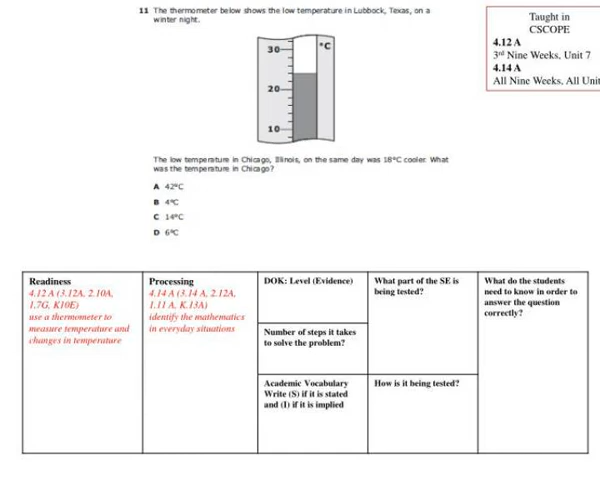 11 The thermometer below shows the low temperature in Lubbock, Texas, on a
winter night.
30
°C
20
10
The low temperature in Chicago, Illinois, on the same day was 18°C cooler. What
was the temperature in Chicago?
A 42°C
B 4°C
C 14°C
D 6°C
Taught in
CSCOPE
4.12 A
3rd Nine Weeks, Unit 7
4.14 A
All Nine Weeks, All Unit
Readiness
4.12 A (3.12A, 2.10A,
1.7G, K10E)
use a thermometer to
measure temperature and
changes in temperature
Processing
4.14 A (3.14 A, 2.12A,
1.11 A, K.13A)
identify the mathematics
in everyday situations
DOK: Level (Evidence)
Number of steps it takes
to solve the problem?
Academic Vocabulary
Write (S) if it is stated
and (I) if it is implied
What part of the SE is
being tested?
How is it being tested?
What do the students
need to know in order to
answer the question
correctly?